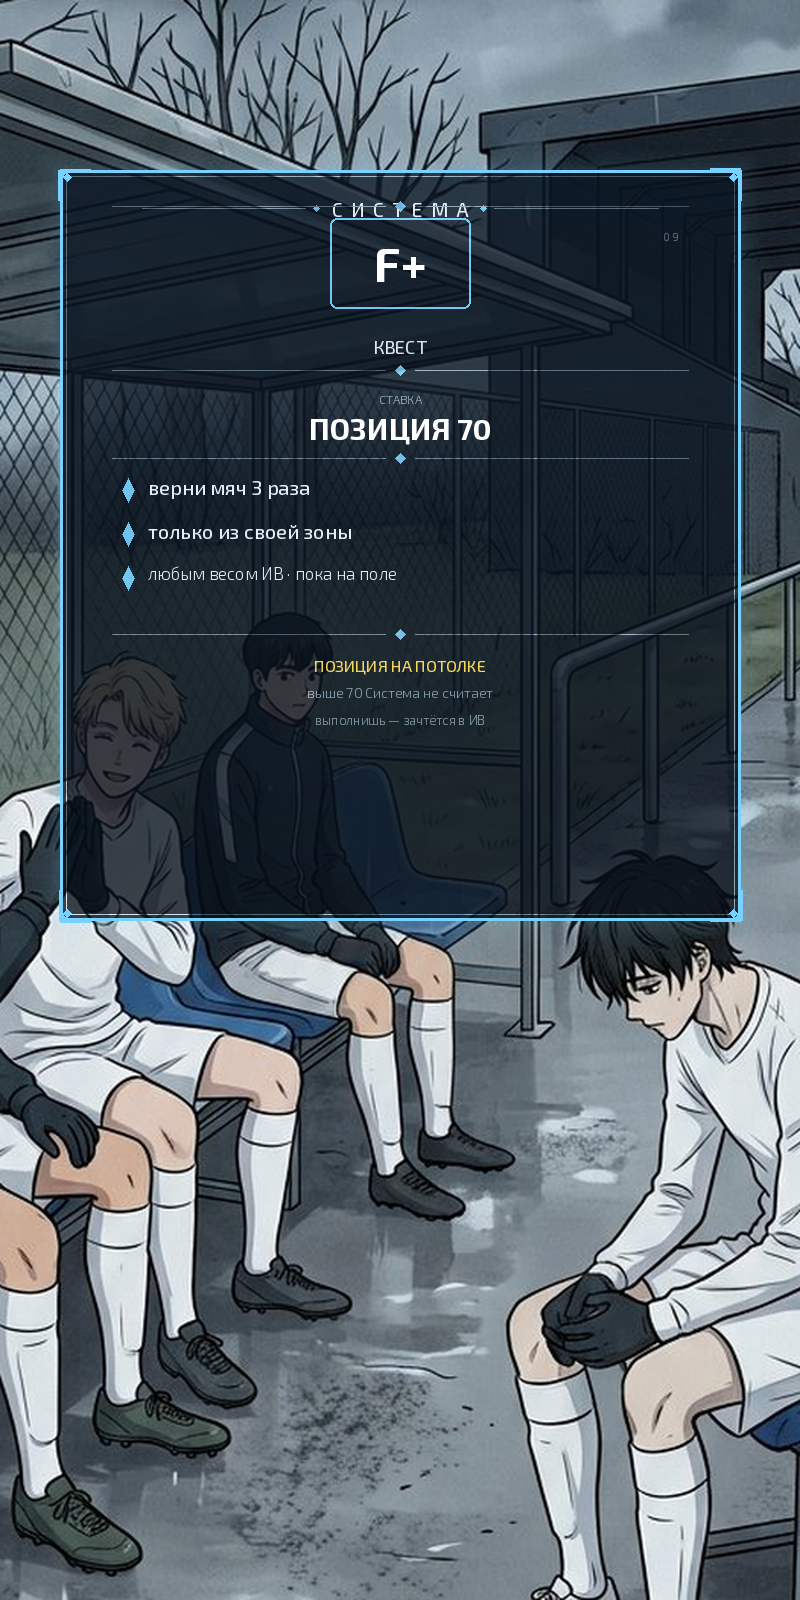 СИСТЕМА
09
F+
КВЕСТ
СТАВКА
ПОЗИЦИЯ 70
верни мяч 3 раза
только из своей зоны
любым весом ИВ · пока на поле
ПОЗИЦИЯ НА ПОТОЛКЕ
выше 70 Система не считает
выполнишь — зачтётся в ИВ